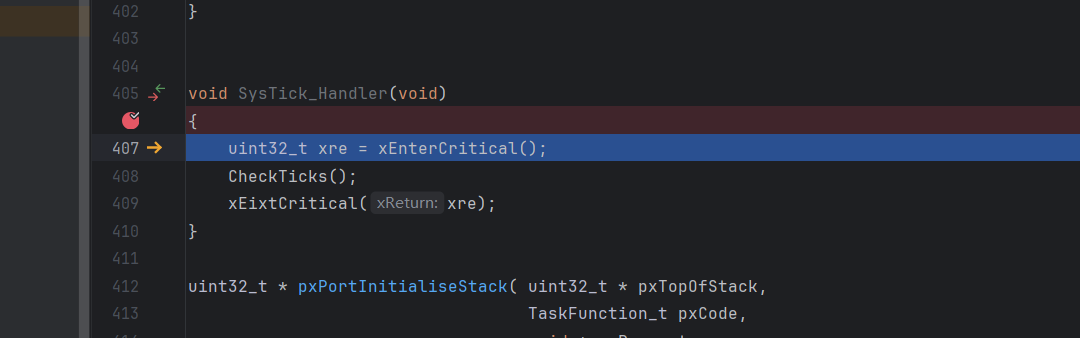 402 }
403
404
405 void SysTick_Handler(void)
{
407 uint32_t xre = xEnterCritical();
408 CheckTicks();
409 xEixtCritical( xReturn: xre);
410 }
411
412 uint32_t * pxPortInitialiseStack( uint32_t * pxTopOfStack,
413 TaskFunction_t pxCode,